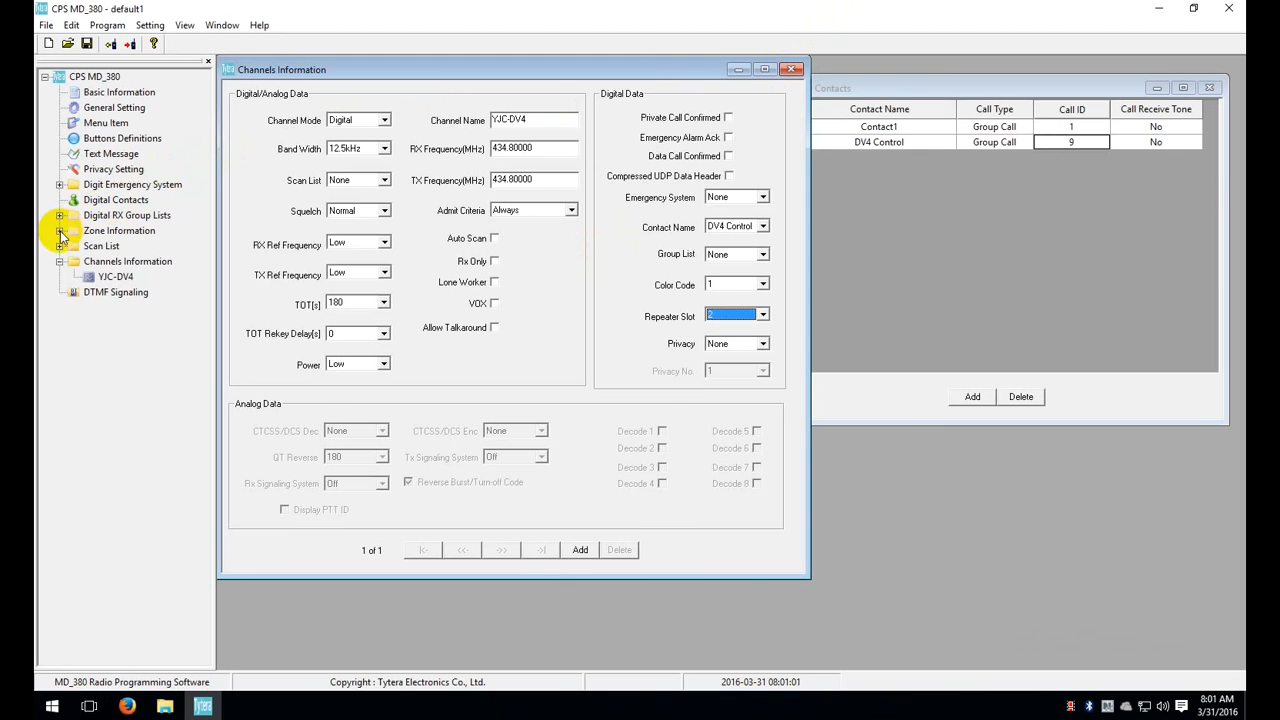 CPS MD_380 - default1
File Edit Program Setting View Window Help
CPS MD_380
Basic Information
General Setting
Menu Item
Buttons Definitions
Text Message
Privacy Setting
Digit Emergency System
Digital Contacts
Digital RX Group Lists
Zone Information
Scan List
Channels Information
YJC-DV4
DTMF Signaling
Tytera Channels Information
Digital/Analog Data
Channel Mode Digital
Band Width 12.5kHz
Scan List None
Squelch Normal
RX Ref Frequency Low
TX Ref Frequency Low
TOT[s] 180
TOT Rekey Delay[s] 0
Power Low
Channel Name YJC-DV4
RX Frequency(MHz) 434.80000
TX Frequency(MHz) 434.80000
Admit Criteria Always
Auto Scan
Rx Only
Lone Worker
VOX
Allow Talkaround
Digital Data
Private Call Confirmed
Emergency Alarm Ack
Data Call Confirmed
Compressed UDP Data Header
Emergency System None
Contact Name DV4 Control
Group List None
Color Code 1
Repeater Slot 2
Privacy None
Privacy No. 1
Analog Data
CTCSS/DCS Dec None
QT Reverse 180
Rx Signaling System Off
Display PTT ID
CTCSS/DCS Enc None
Tx Signaling System Off
Reverse Burst/Turn-off Code
Decode 1 Decode 5
Decode 2 Decode 6
Decode 3 Decode 7
Decode 4 Decode 8
1 of 1 |<- <<- ->> ->| Add Delete
Contacts
Contact Name Call Type Call ID Call Receive Tone
Contact1 Group Call 1 No
DV4 Control Group Call 9 No
Add Delete
MD_380 Radio Programming Software Copyright : Tytera Electronics Co., Ltd. 2016-03-31 08:01:01
Tytera
8:01 AM
3/31/2016